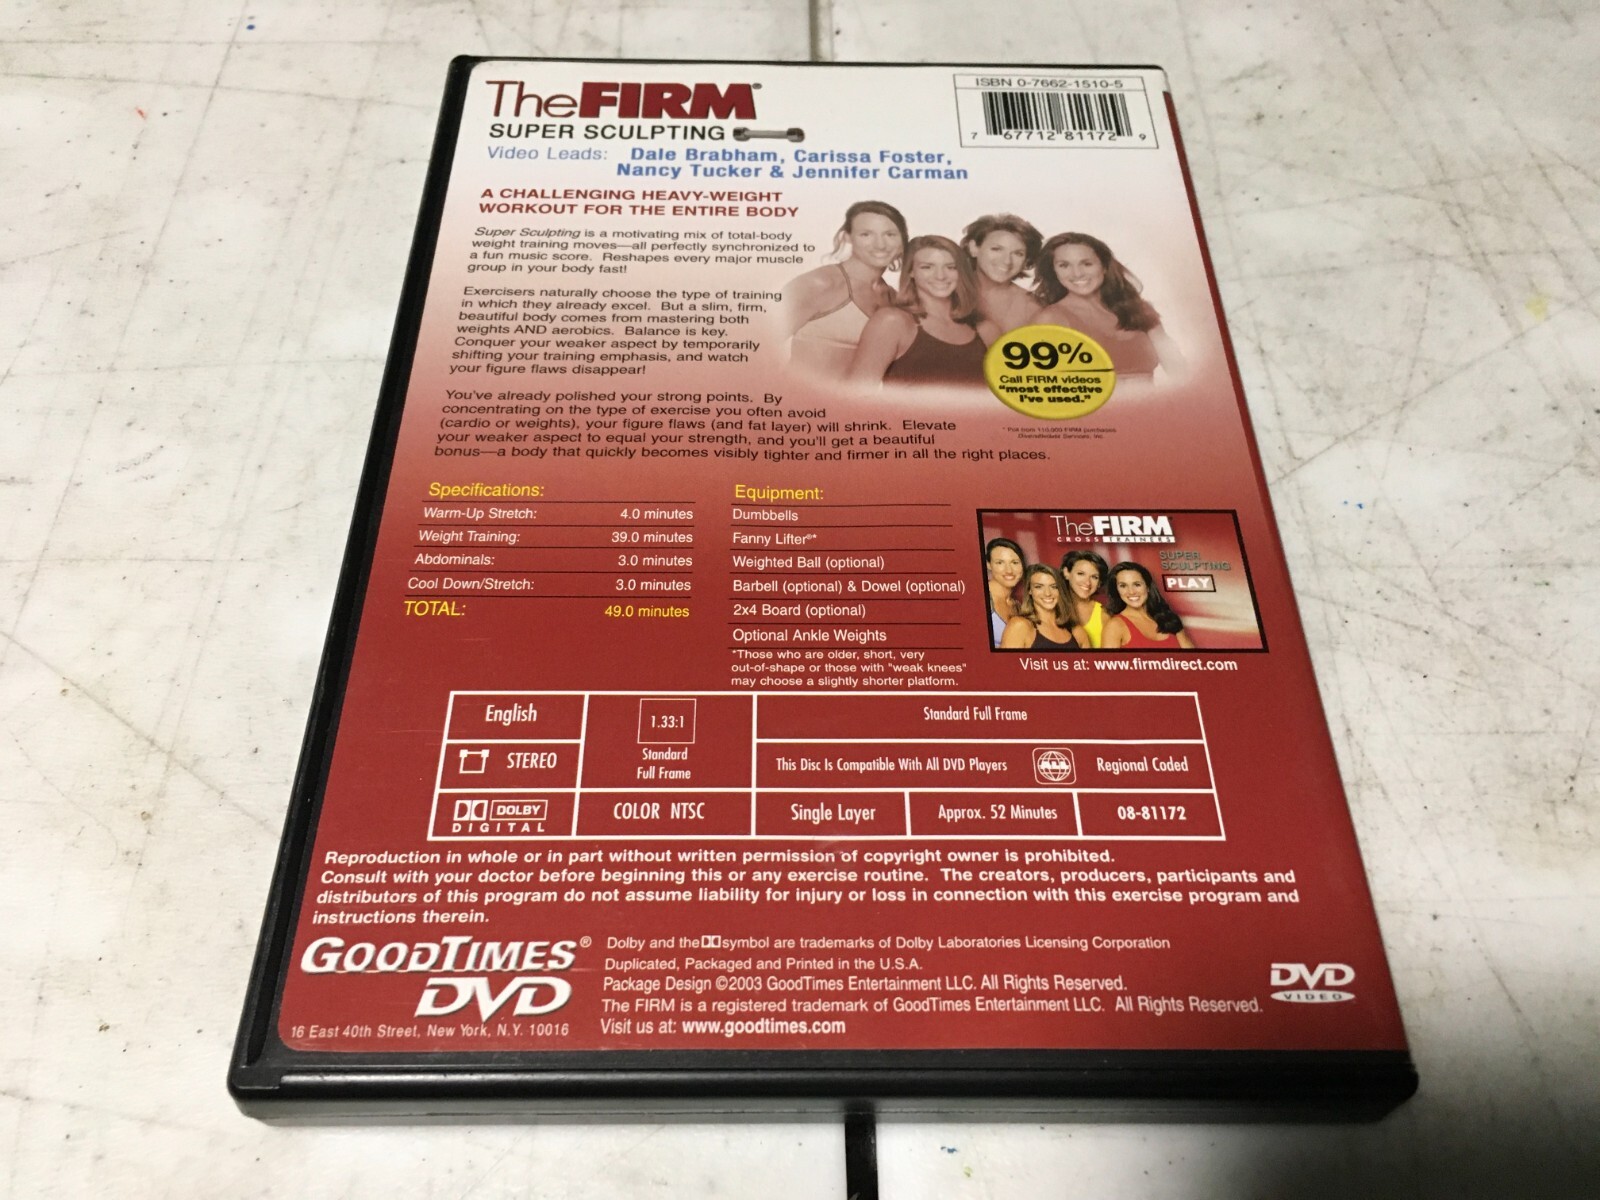 The FIRM®
SUPER SCULPTING
ISBN 0-7662-1510-5
7 67712 81172 9
Video Leads: Dale Brabham, Carissa Foster,
Nancy Tucker & Jennifer Carman
A CHALLENGING HEAVY-WEIGHT
WORKOUT FOR THE ENTIRE BODY
Super Sculpting is a motivating mix of total-body
weight training moves—all perfectly synchronized to
a fun music score. Reshapes every major muscle
group in your body fast!
Exercisers naturally choose the type of training
in which they already excel. But a slim, firm,
beautiful body comes from mastering both
weights AND aerobics. Balance is key.
Conquer your weaker aspect by temporarily
shifting your training emphasis, and watch
your figure flaws disappear!
99%
Call FIRM videos
"most effective
I've used."
You've already polished your strong points. By
concentrating on the type of exercise you often avoid
(cardio or weights), your figure flaws (and fat layer) will shrink. Elevate
your weaker aspect to equal your strength, and you'll get a beautiful
bonus—a body that quickly becomes visibly tighter and firmer in all the right places.
Specifications:
Warm-Up Stretch: 4.0 minutes
Weight Training: 39.0 minutes
Abdominals: 3.0 minutes
Cool Down/Stretch: 3.0 minutes
TOTAL: 49.0 minutes
Equipment:
Dumbbells
Fanny Lifter®*
Weighted Ball (optional)
Barbell (optional) & Dowel (optional)
2x4 Board (optional)
Optional Ankle Weights
*Those who are older, short, very
out-of-shape or those with "weak knees"
may choose a slightly shorter platform.
The FIRM
CROSS TRAINERS
SUPER
SCULPTING
PLAY
Visit us at: www.firmdirect.com
English
STEREO
DOLBY
DIGITAL
1.33:1
Standard
Full Frame
COLOR NTSC
Standard Full Frame
This Disc Is Compatible With All DVD Players ALL Regional Coded
Single Layer
Approx. 52 Minutes
08-81172
Reproduction in whole or in part without written permission of copyright owner is prohibited.
Consult with your doctor before beginning this or any exercise routine. The creators, producers, participants and
distributors of this program do not assume liability for injury or loss in connection with this exercise program and
instructions therein.
GOODTIMES®
DVD
16 East 40th Street, New York, N.Y. 10016
Dolby and the symbol are trademarks of Dolby Laboratories Licensing Corporation
Duplicated, Packaged and Printed in the U.S.A.
Package Design ©2003 GoodTimes Entertainment LLC. All Rights Reserved.
The FIRM is a registered trademark of GoodTimes Entertainment LLC. All Rights Reserved.
Visit us at: www.goodtimes.com
DVD
VIDEO